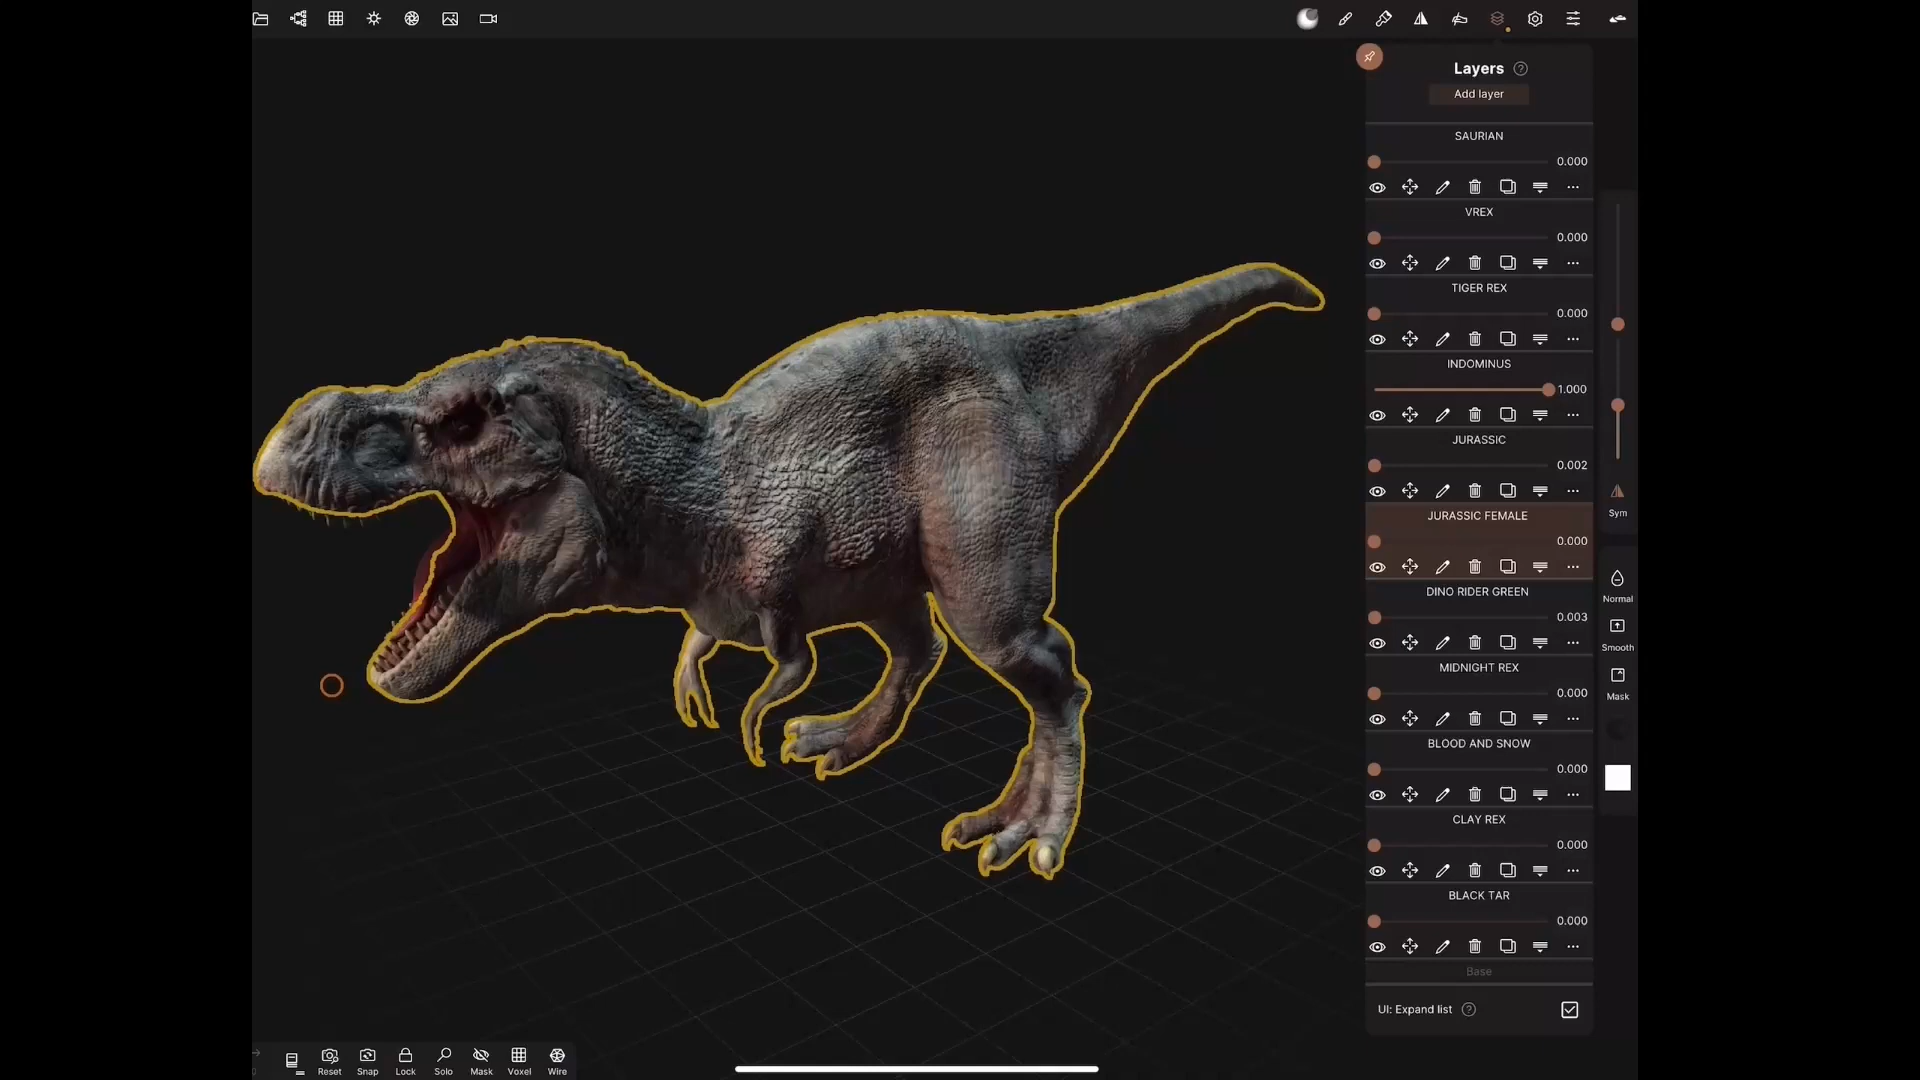 Layers
Add layer
SAURIAN
0.000
VREX
0.000
TIGER REX
0.000
INDOMINUS
1.000
JURASSIC
0.002
JURASSIC FEMALE
0.000
DINO RIDER GREEN
0.003
MIDNIGHT REX
0.000
BLOOD AND SNOW
0.000
CLAY REX
0.000
BLACK TAR
0.000
Base
UI: Expand list
Sym
Normal
Smooth
Mask
Reset Snap Lock Solo Mask Voxel Wire